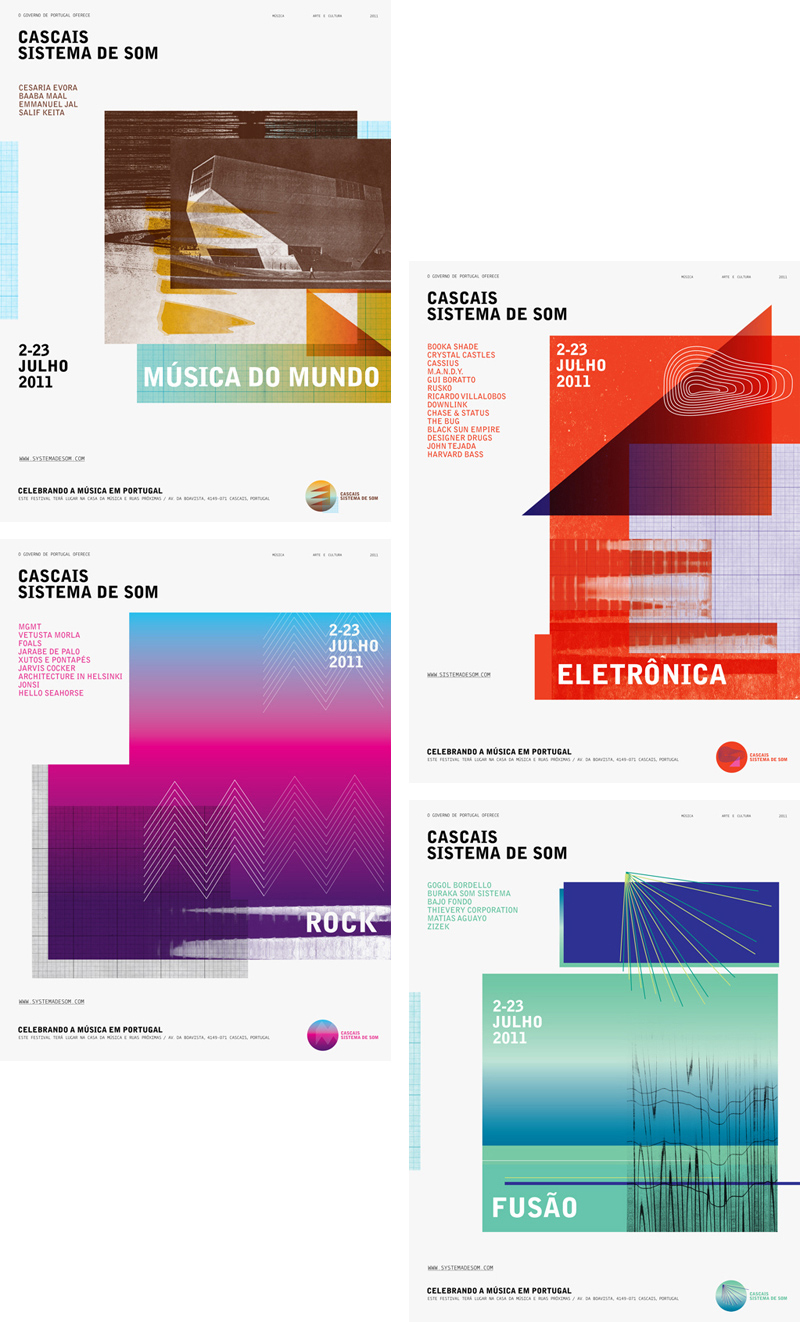 O GOVERNO DE PORTUGAL OFERECE
MÚSICA
ARTE E CULTURA
2011
CASCAIS
SISTEMA DE SOM
CESARIA EVORA
BAABA MAAL
EMMANUEL JAL
SALIF KEITA
2-23
JULHO
2011
MÚSICA DO MUNDO
WWW.SYSTEMADESOM.COM
CELEBRANDO A MÚSICA EM PORTUGAL
ESTE FESTIVAL TERÁ LUGAR NA CASA DA MÚSICA E RUAS PRÓXIMAS / AV. DA BOAVISTA, 4149-071 CASCAIS, PORTUGAL
CASCAIS
SISTEMA DE SOM
O GOVERNO DE PORTUGAL OFERECE
MÚSICA
ARTE E CULTURA
2011
CASCAIS
SISTEMA DE SOM
BOOKA SHADE
CRYSTAL CASTLES
CASSIUS
M.A.N.D.Y.
GUI BORATTO
RUSKO
RICARDO VILLALOBOS
DOWNLINK
CHASE & STATUS
THE BUG
BLACK SUN EMPIRE
DESIGNER DRUGS
JOHN TEJADA
HARVARD BASS
2-23
JULHO
2011
ELETRÔNICA
WWW.SISTEMADESOM.COM
CELEBRANDO A MÚSICA EM PORTUGAL
ESTE FESTIVAL TERÁ LUGAR NA CASA DA MÚSICA E RUAS PRÓXIMAS / AV. DA BOAVISTA, 4149-071 CASCAIS, PORTUGAL
CASCAIS
SISTEMA DE SOM
O GOVERNO DE PORTUGAL OFERECE
MÚSICA
ARTE E CULTURA
2011
CASCAIS
SISTEMA DE SOM
MGMT
VETUSTA MORLA
FOALS
JARABE DE PALO
XUTOS E PONTAPÉS
JARVIS COCKER
ARCHITECTURE IN HELSINKI
JONSI
HELLO SEAHORSE
2-23
JULHO
2011
ROCK
WWW.SYSTEMADESOM.COM
CELEBRANDO A MÚSICA EM PORTUGAL
ESTE FESTIVAL TERÁ LUGAR NA CASA DA MÚSICA E RUAS PRÓXIMAS / AV. DA BOAVISTA, 4149-071 CASCAIS, PORTUGAL
CASCAIS
SISTEMA DE SOM
O GOVERNO DE PORTUGAL OFERECE
MÚSICA
ARTE E CULTURA
2011
CASCAIS
SISTEMA DE SOM
GOGOL BORDELLO
BURAKA SOM SISTEMA
BAJO FONDO
THIEVERY CORPORATION
MATIAS AGUAYO
ZIZEK
2-23
JULHO
2011
FUSÃO
WWW.SYSTEMADESOM.COM
CELEBRANDO A MÚSICA EM PORTUGAL
ESTE FESTIVAL TERÁ LUGAR NA CASA DA MÚSICA E RUAS PRÓXIMAS / AV. DA BOAVISTA, 4149-071 CASCAIS, PORTUGAL
CASCAIS
SISTEMA DE SOM